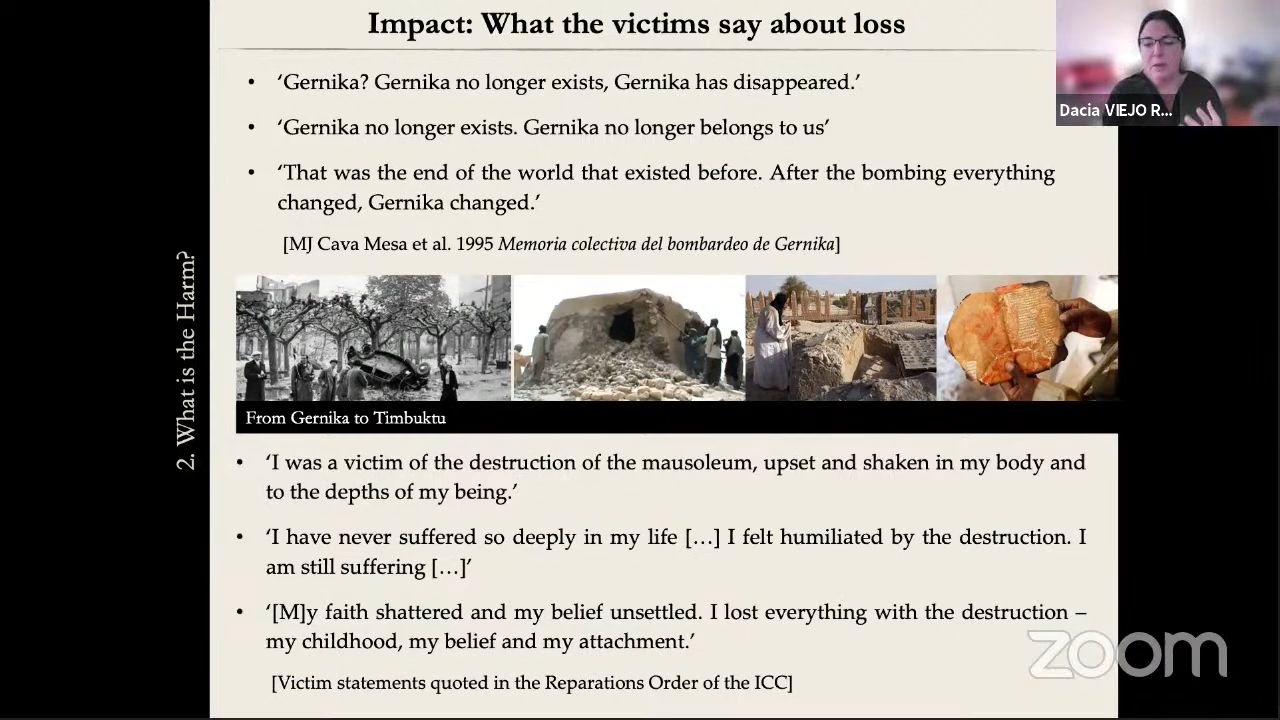 Impact: What the victims say about loss
• ‘Gernika? Gernika no longer exists, Gernika has disappeared.’
• ‘Gernika no longer exists. Gernika no longer belongs to us’
• ‘That was the end of the world that existed before. After the bombing everything
changed, Gernika changed.’
[MJ Cava Mesa et al. 1995 Memoria colectiva del bombardeo de Gernika]
2. What is the Harm?
From Gernika to Timbuktu
• ‘I was a victim of the destruction of the mausoleum, upset and shaken in my body and
to the depths of my being.’
• ‘I have never suffered so deeply in my life […] I felt humiliated by the destruction. I
am still suffering […]’
• ‘[M]y faith shattered and my belief unsettled. I lost everything with the destruction –
my childhood, my belief and my attachment.’
[Victim statements quoted in the Reparations Order of the ICC]
Dacia VIEJO R...
zoom